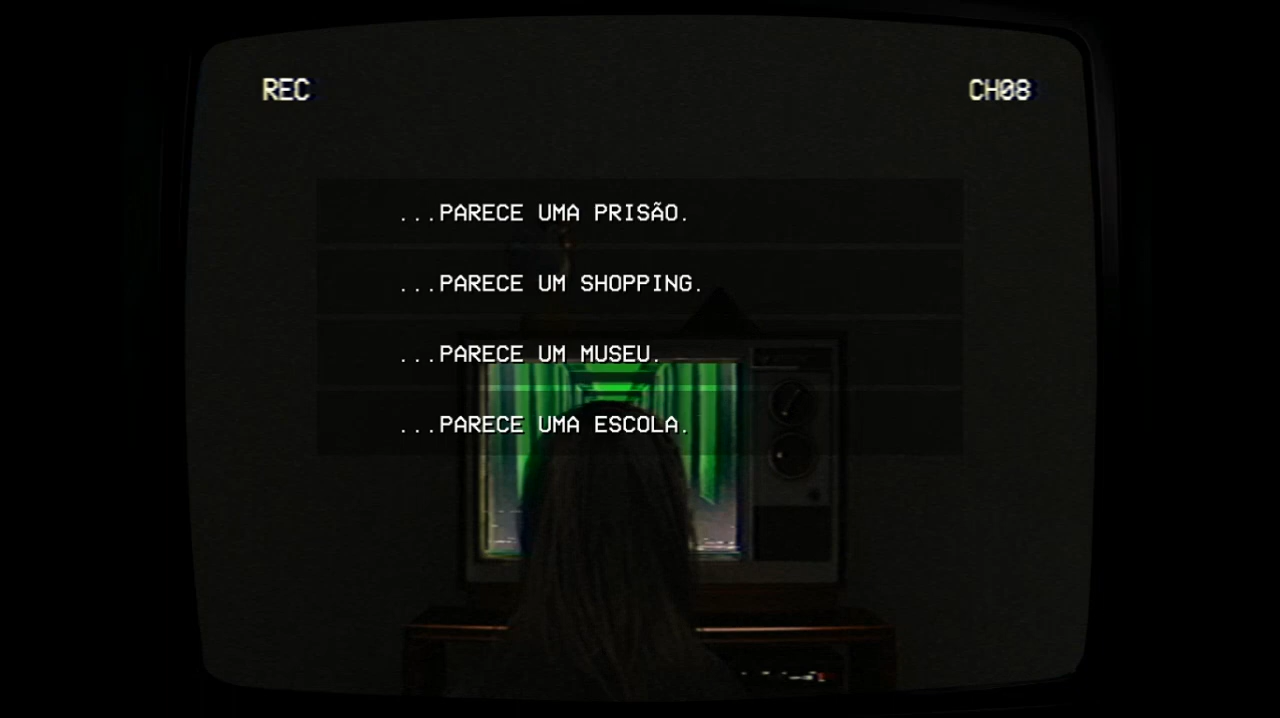 REC
CH08
...PARECE UMA PRISÃO.
...PARECE UM SHOPPING.
...PARECE UM MUSEU.
...PARECE UMA ESCOLA.